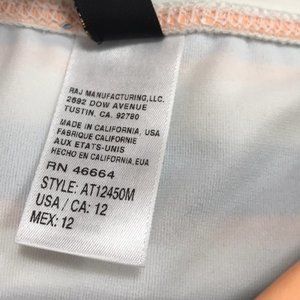 RAJ MANUFACTURING, LLC.
2692 DOW AVENUE
TUSTIN, CA. 92780
MADE IN CALIFORNIA, USA
FABRIQUE CALIFORNIE
AUX ETATS-UNIS
HECHO EN CALIFORNIA, EUA
RN 46664
STYLE: AT12450M
USA / CA: 12
MEX: 12